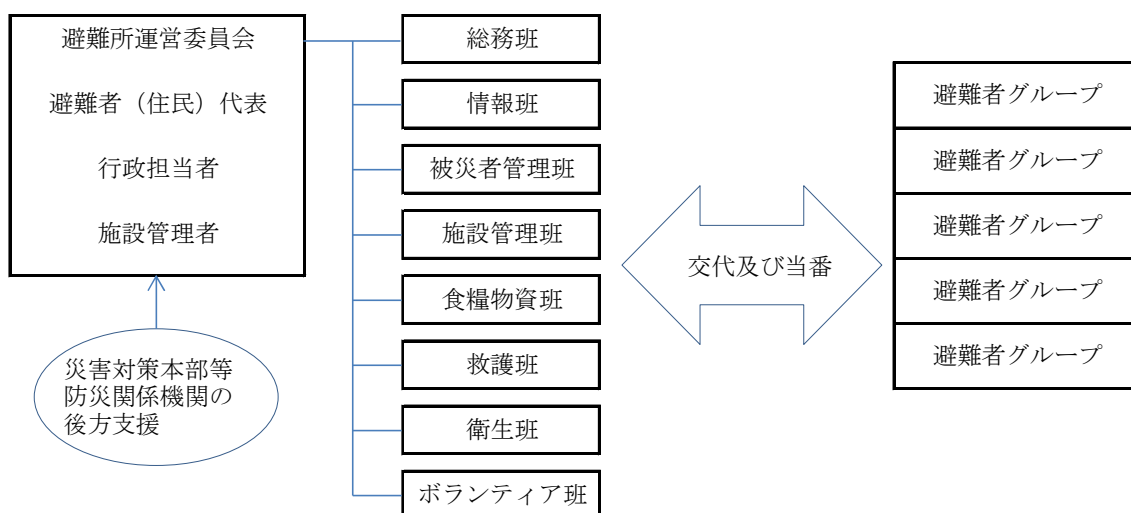 避難所運営委員会
避難者（住民）代表
行政担当者
施設管理者
災害対策本部等
防災関係機関の
後方支援
総務班
情報班
被災者管理班
施設管理班
食糧物資班
救護班
衛生班
ボランティア班
交代及び当番
避難者グループ
避難者グループ
避難者グループ
避難者グループ
避難者グループ